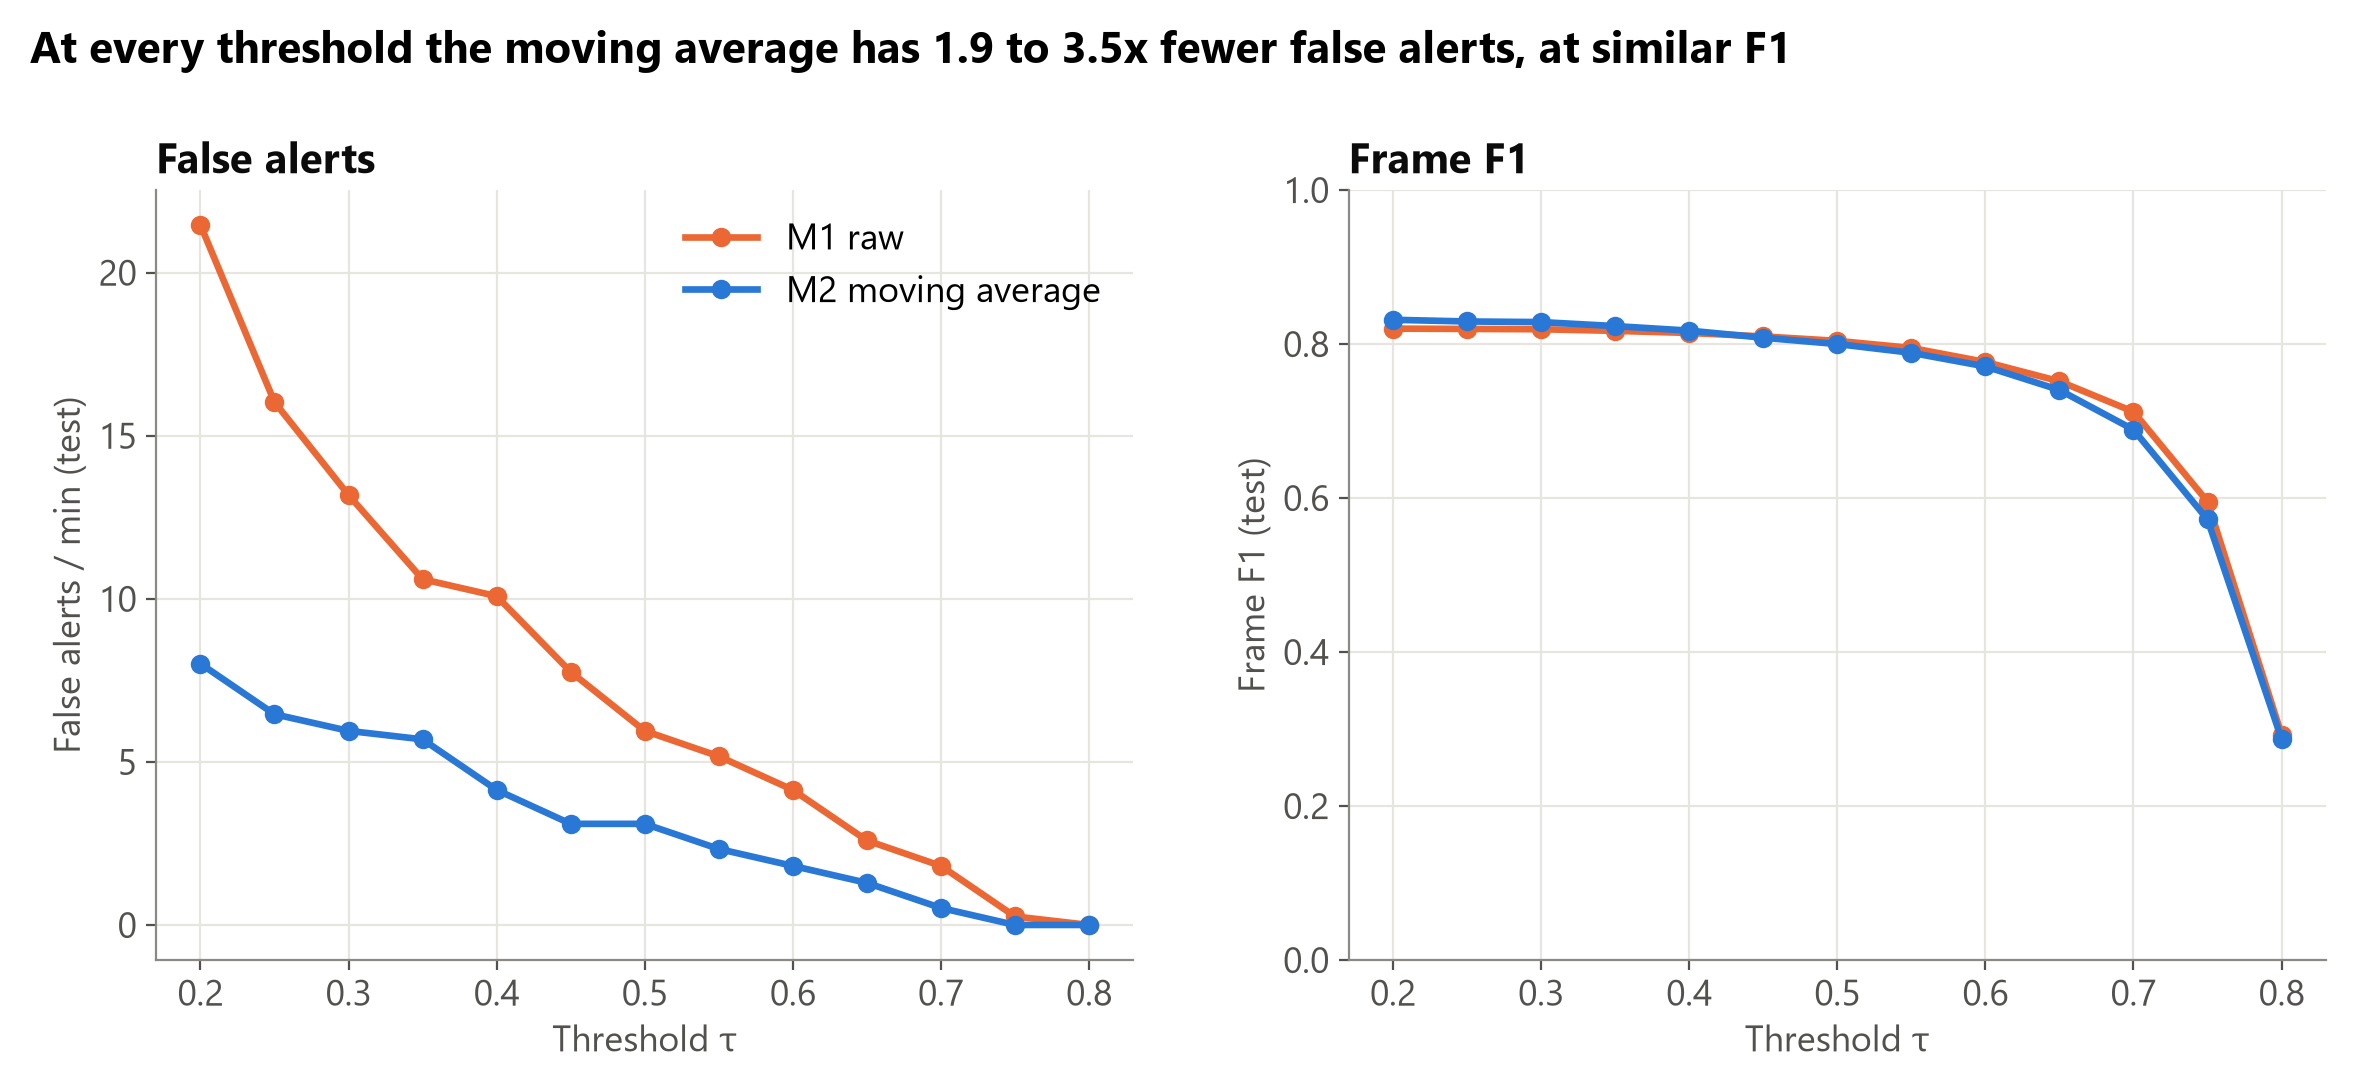 At every threshold the moving average has 1.9 to 3.5x fewer false alerts, at similar F1
False alerts
M1 raw
M2 moving average
20
15
10
5
0
False alerts / min (test)
0.2 0.3 0.4 0.5 0.6 0.7 0.8
Threshold τ
Frame F1
1.0
0.8
0.6
0.4
0.2
0.0
Frame F1 (test)
0.2 0.3 0.4 0.5 0.6 0.7 0.8
Threshold τ